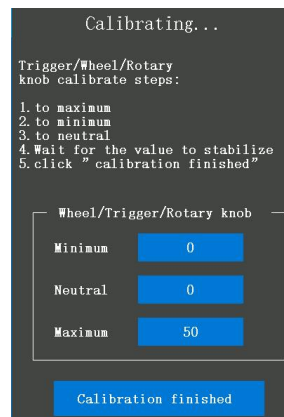 Calibrating...
Trigger/Wheel/Rotary
knob calibrate steps:
1.to maximum
2.to minimum
3.to neutral
4.Wait for the value to stabilize
5.click ” calibration finished”
Wheel/Trigger/Rotary knob
Minimum 0
Neutral 0
Maximum 50
Calibration finished